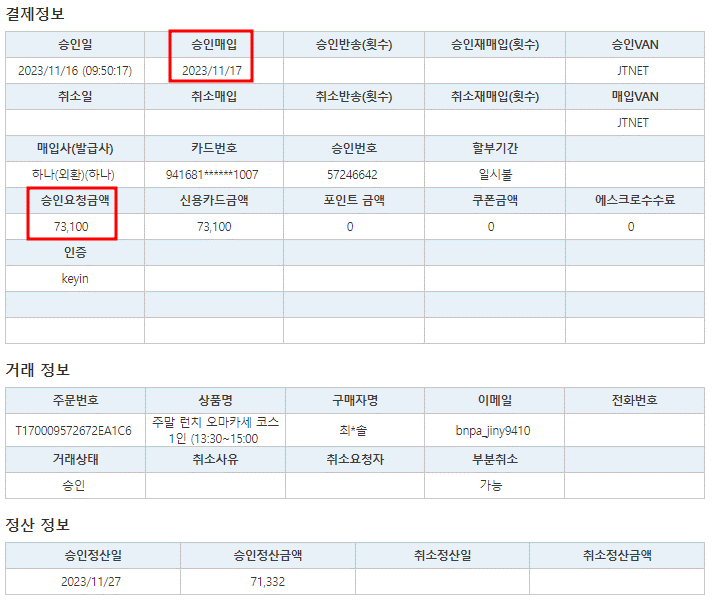 결제정보
승인일 승인매입 승인반송(횟수) 승인재매입(횟수) 승인VAN
2023/11/16 (09:50:17) 2023/11/17 JTNET
취소일 취소매입 취소반송(횟수) 취소재매입(횟수) 매입VAN
JTNET
매입사(발급사) 카드번호 승인번호 할부기간
하나(외환)(하나) 941681******1007 57246642 일시불
승인요청금액 신용카드금액 포인트 금액 쿠폰금액 에스크로수수료
73,100 73,100 0 0 0
인증
keyin
거래 정보
주문번호 상품명 구매자명 이메일 전화번호
T170009572672EA1C6 주말 런치 오마카세 코스 최*솔 bnpa_jiny9410
1인 (13:30~15:00
거래상태 취소사유 취소요청자 부분취소
승인 가능
정산 정보
승인정산일 승인정산금액 취소정산일 취소정산금액
2023/11/27 71,332